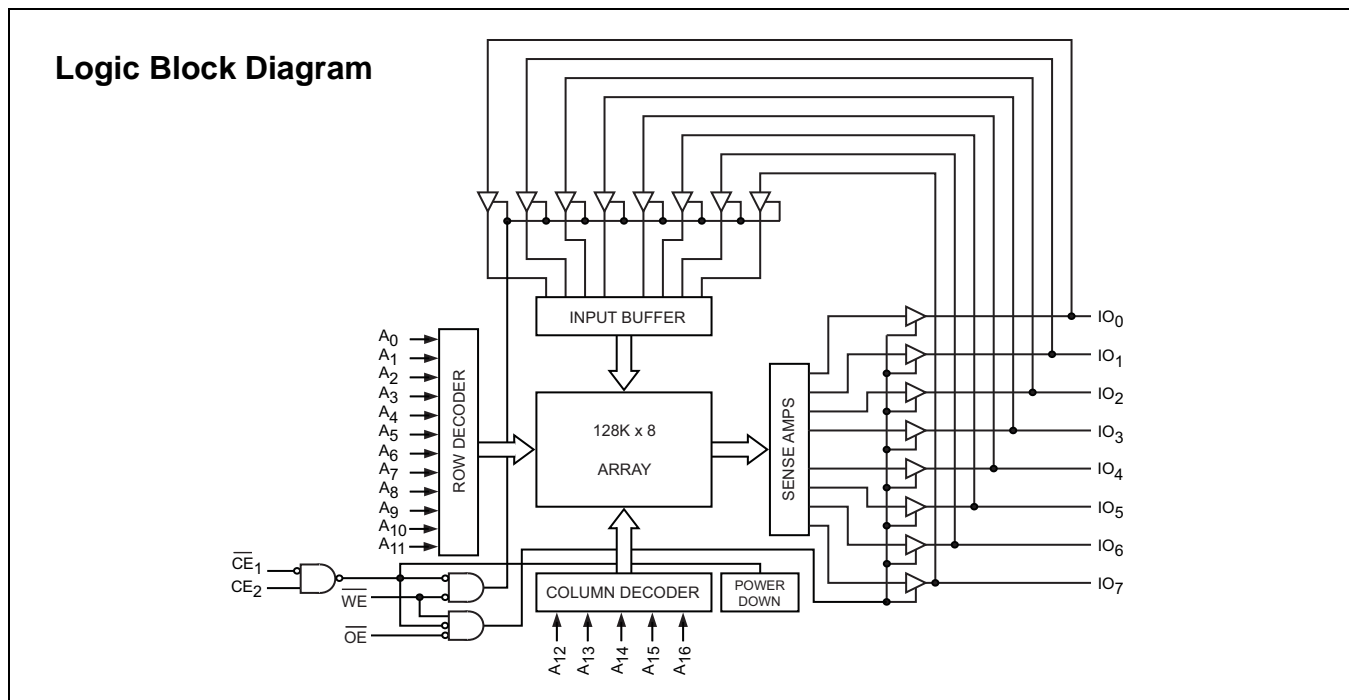 Logic Block Diagram
INPUT BUFFER
A0
A1
A2
A3
A4
A5
A6
A7
A8
A9
A10
A11
ROW DECODER
128K x 8
ARRAY
SENSE AMPS
IO0
IO1
IO2
IO3
IO4
IO5
IO6
IO7
CE1
CE2
WE
OE
COLUMN DECODER
POWER
DOWN
A12
A13
A14
A15
A16